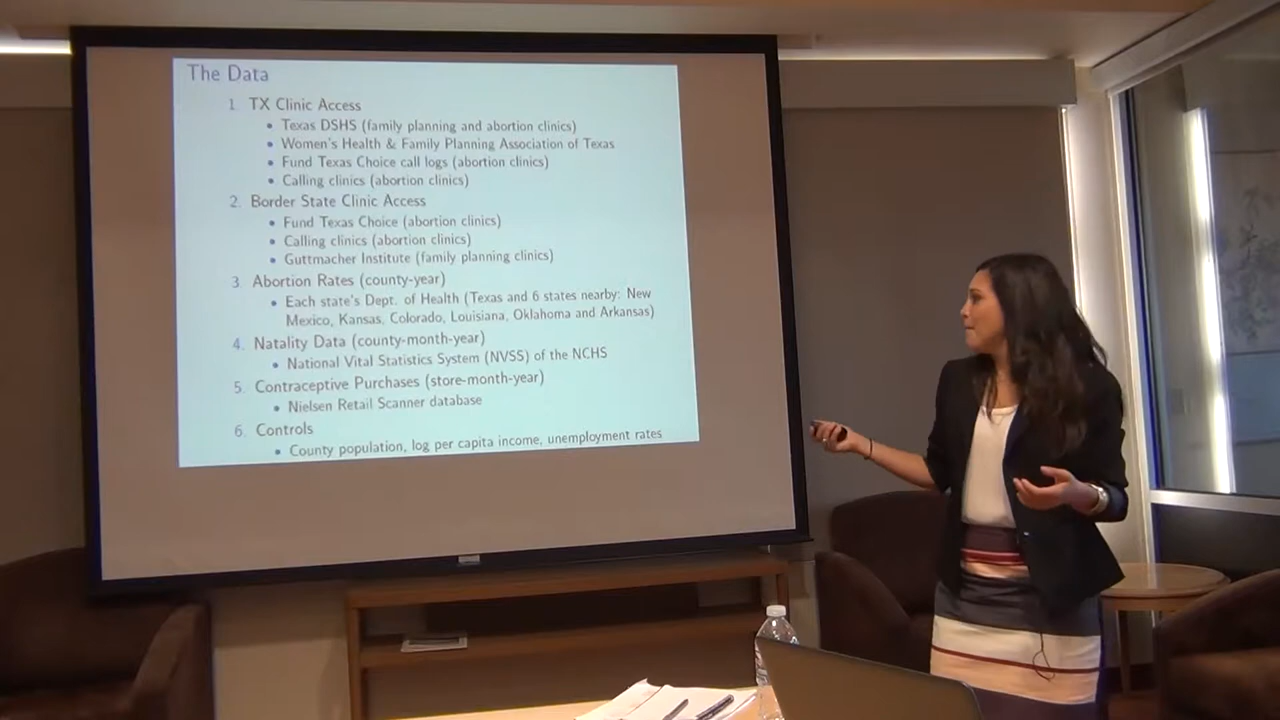 The Data
1. TX Clinic Access
• Texas DSHS (family planning and abortion clinics)
• Women's Health & Family Planning Association of Texas
• Fund Texas Choice call logs (abortion clinics)
• Calling clinics (abortion clinics)
2. Border State Clinic Access
• Fund Texas Choice (abortion clinics)
• Calling clinics (abortion clinics)
• Guttmacher Institute (family planning clinics)
3. Abortion Rates (county-year)
• Each state's Dept. of Health (Texas and 6 states nearby: New
Mexico, Kansas, Colorado, Louisiana, Oklahoma and Arkansas)
4. Natality Data (county-month-year)
• National Vital Statistics System (NVSS) of the NCHS
5. Contraceptive Purchases (store-month-year)
• Nielsen Retail Scanner database
6. Controls
• County population, log per capita income, unemployment rates